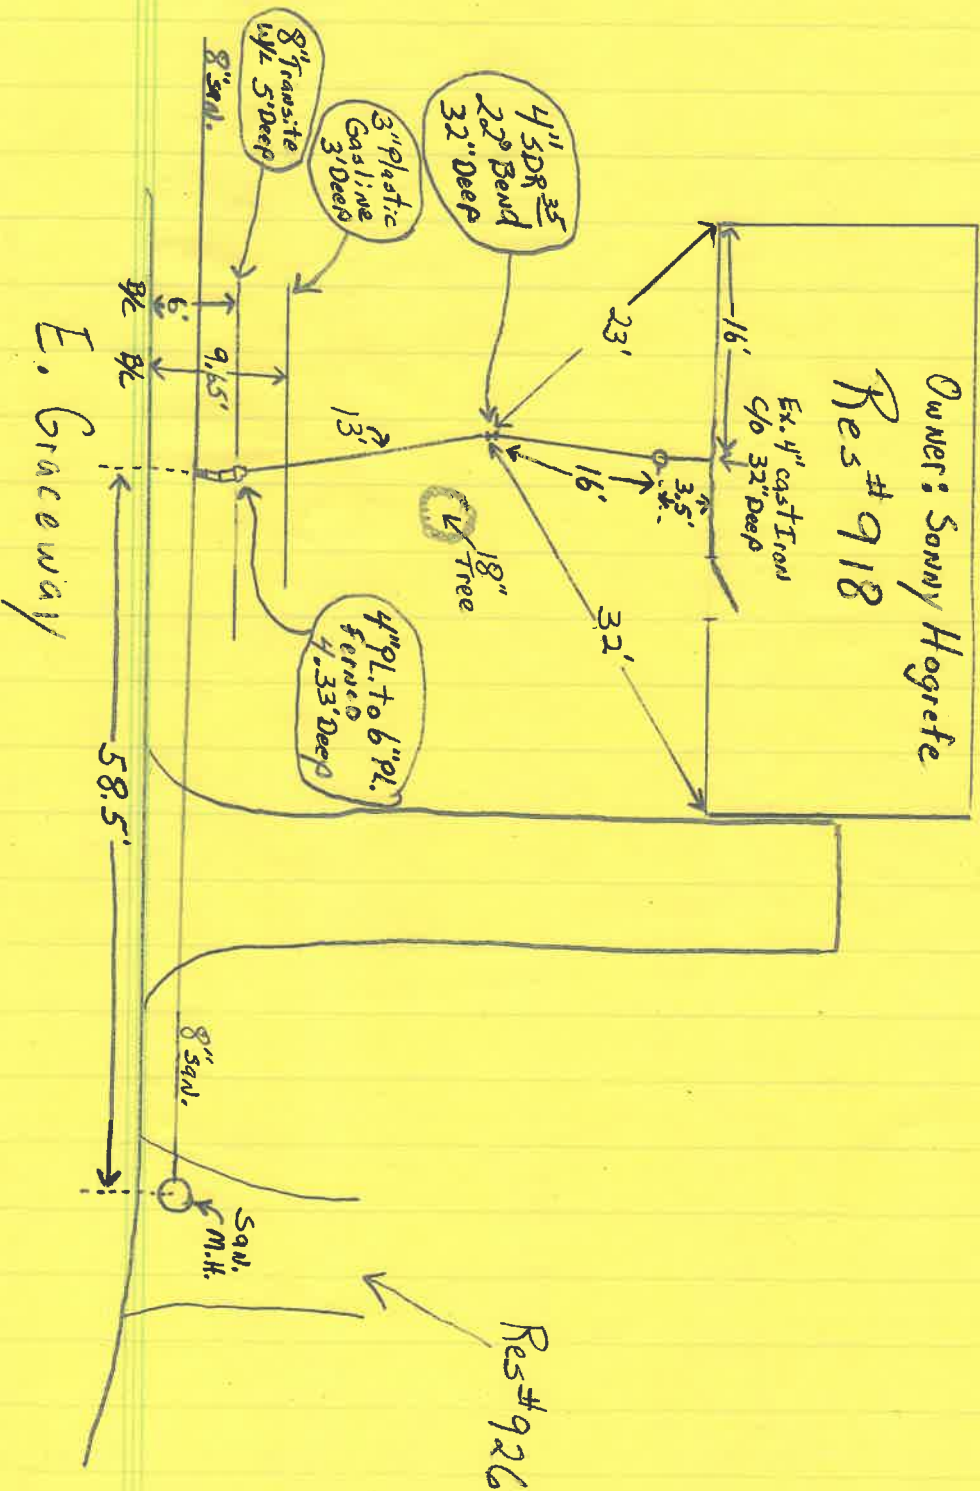 Owner: Sonny Hogrefe
Res # 918
16'
Ex. 4" cast Iron
C/O 32" Deep
3.5'
23'
16'
32'
4" SDR 35
22° Bend
32" Deep
18"
Tree
3" Plastic
Gasline
3' Deep
13'
8" Transite
W/L 5' Deep
8" San.
4" PL. to 6" PL.
Fernco
4.33' Deep
6'
9.65'
B/C
B/C
58.5'
8" San.
San.
M.H.
Res # 926
E. Graceway